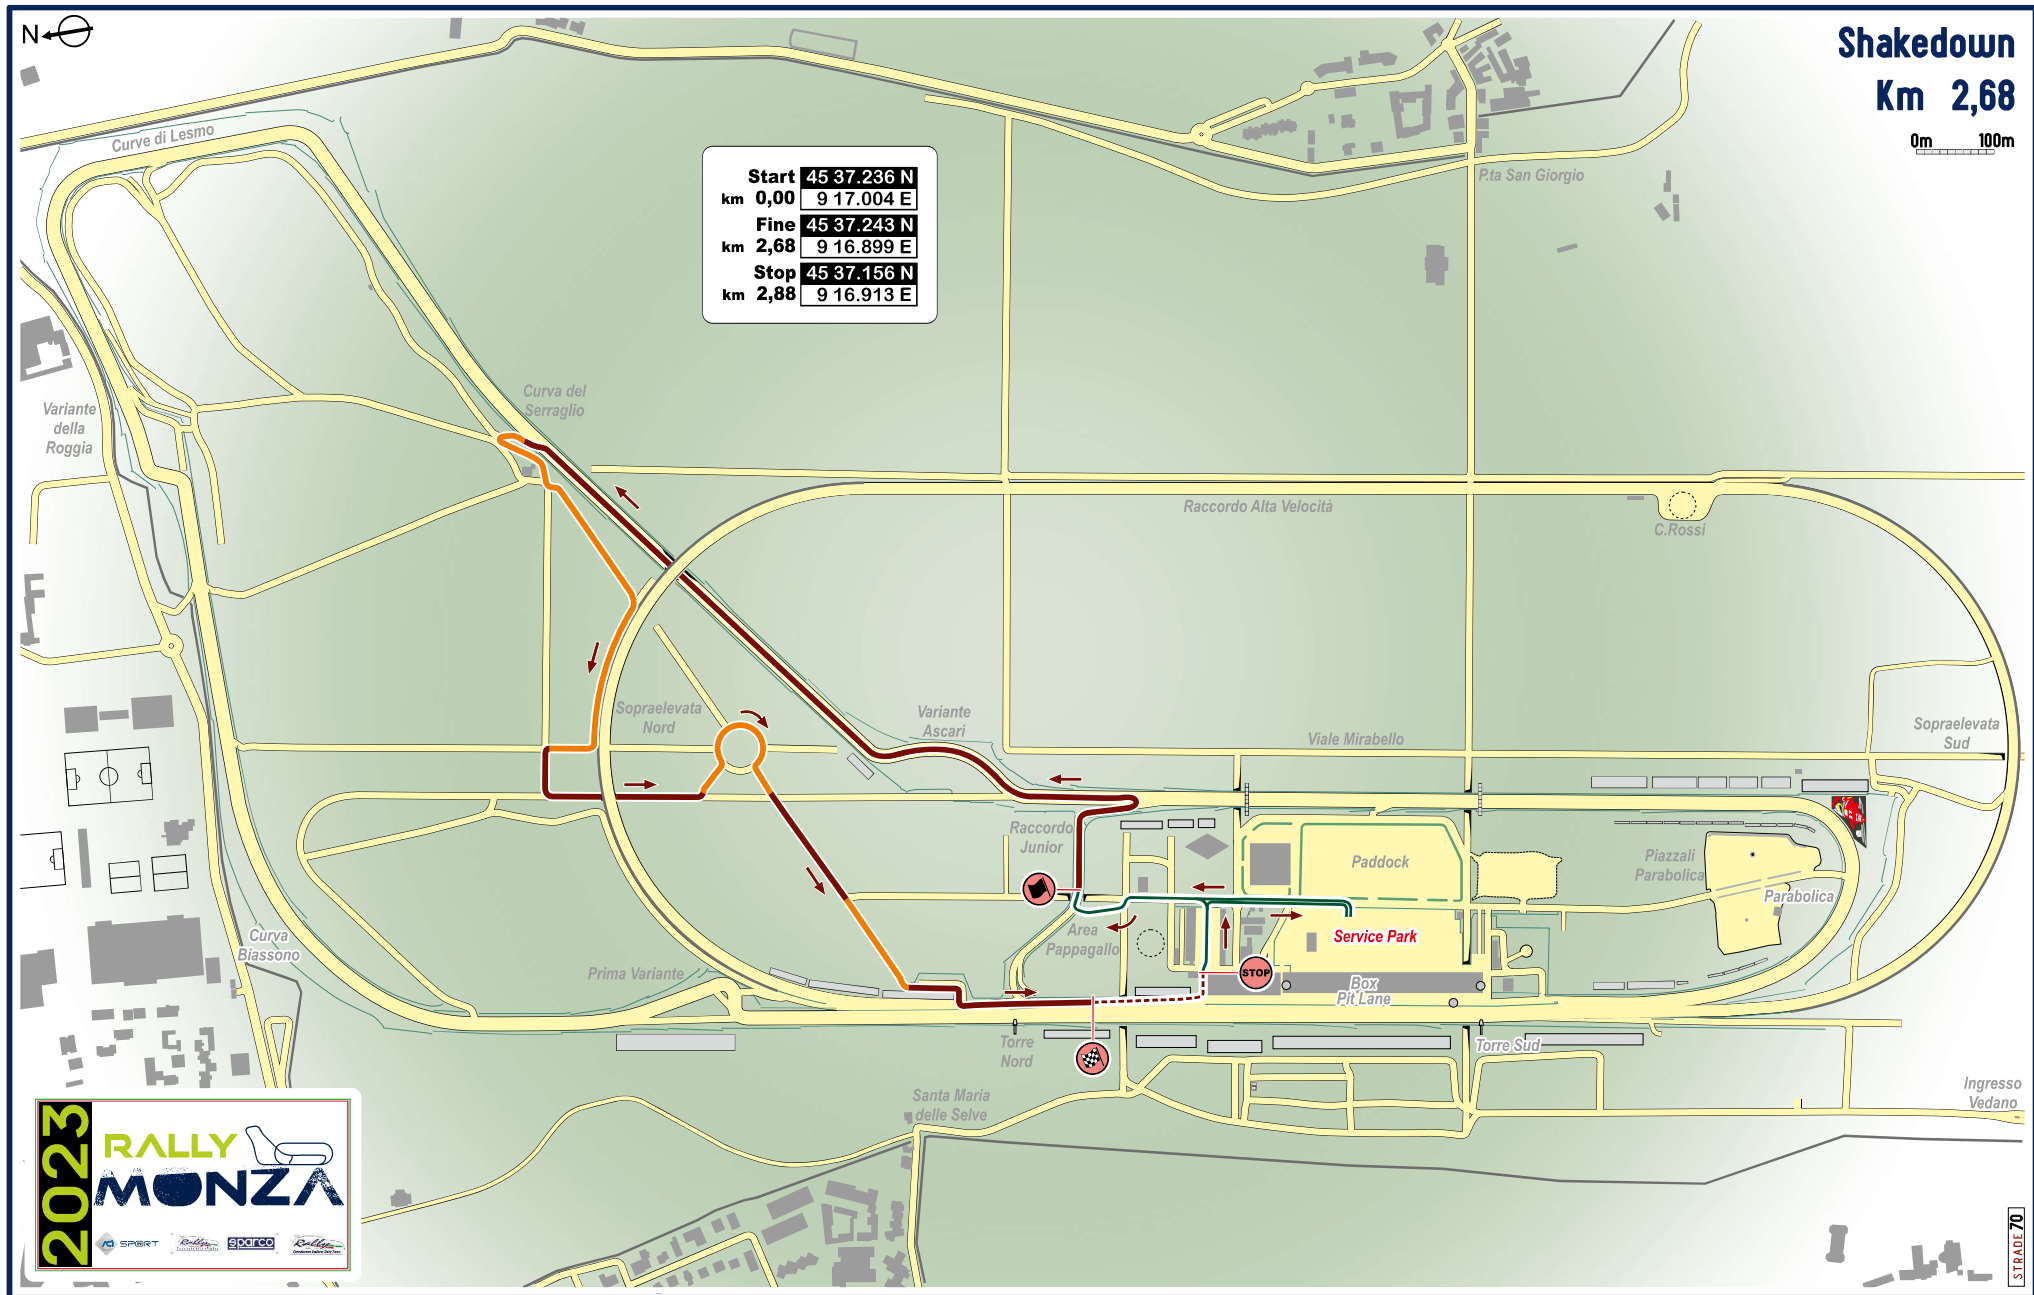 N
Shakedown
Km 2,68
0m 100m
Curve di Lesmo
Start 45 37.236 N
km 0,00 9 17.004 E
Fine 45 37.243 N
km 2,68 9 16.899 E
Stop 45 37.156 N
km 2,88 9 16.913 E
P.ta San Giorgio
Curva del
Serraglio
Variante
della
Roggia
Raccordo Alta Velocità
C.Rossi
Sopraelevata
Nord
Variante
Ascari
Viale Mirabello
Sopraelevata
Sud
Raccordo
Junior
Paddock
Piazzali
Parabolica
Parabolica
Area
Pappagallo
Service Park
Curva
Biassono
Prima Variante
STOP
Box
Pit Lane
Torre
Nord
Torre Sud
Santa Maria
delle Selve
Ingresso
Vedano
2023
RALLY
MONZA
ACI SPORT
Rally
sparco
Rally
STRADE 70